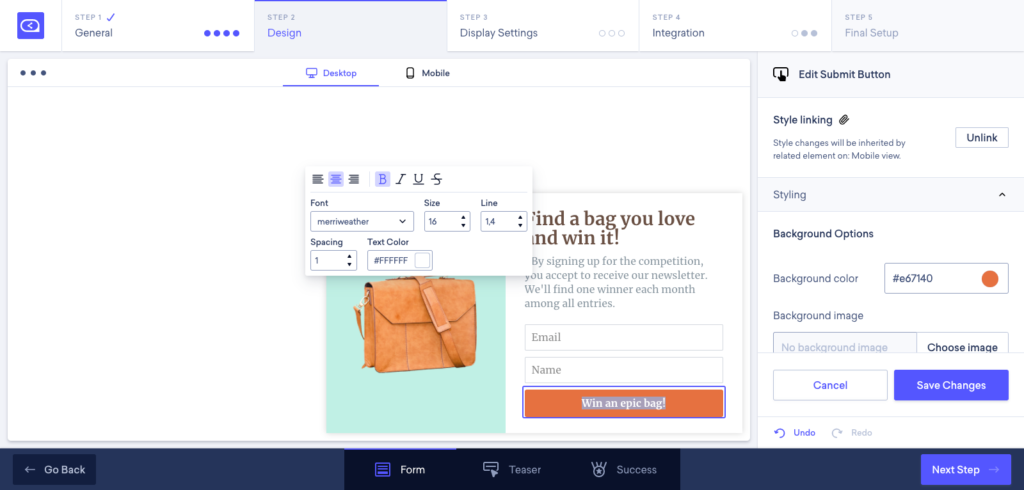 STEP 1
General
STEP 2
Design
STEP 3
Display Settings
STEP 4
Integration
STEP 5
Final Setup
Desktop
Mobile
Font
Size
Line
merriweather
16
1,4
Spacing
Text Color
1
#FFFFFF
Find a bag you love
and win it!
By signing up for the competition,
you accept to receive our newsletter.
We'll find one winner each month
among all entries.
Email
Name
Win an epic bag!
Edit Submit Button
Style linking
Style changes will be inherited by
related element on: Mobile view.
Unlink
Styling
Background Options
Background color
#e67140
Background image
No background image
Choose image
Cancel
Save Changes
Undo
Redo
Go Back
Form
Teaser
Success
Next Step